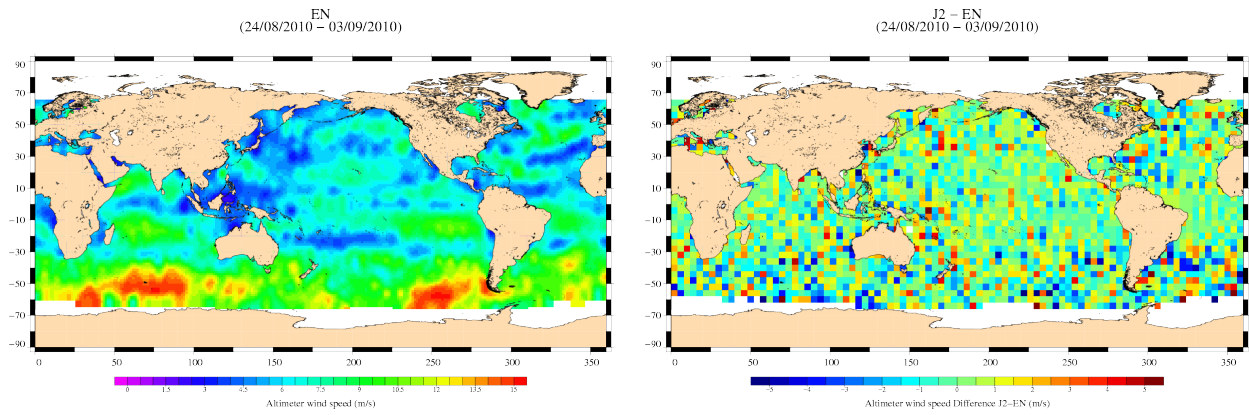 EN
(24/08/2010 – 03/09/2010)
90
70
50
30
10
−10
−30
−50
−70
−90
0 50 100 150 200 250 300 350
0 1.5 3 4.5 6 7.5 9 10.5 12 13.5 15
Altimeter wind speed (m/s)
J2 – EN
(24/08/2010 – 03/09/2010)
90
70
50
30
10
−10
−30
−50
−70
−90
0 50 100 150 200 250 300 350
−5 −4 −3 −2 −1 0 1 2 3 4 5
Altimeter wind speed Difference J2–EN (m/s)